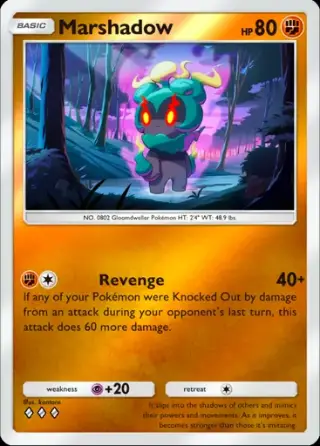 BASIC Marshadow HP 80
NO. 0802 Gloomdweller Pokémon HT: 2'4" WT: 48.9 lbs.
Revenge 40+
If any of your Pokémon were Knocked Out by damage
from an attack during your opponent's last turn, this
attack does 60 more damage.
weakness +20 retreat
Illus. kantaro
It slips into the shadows of others and mimics
their powers and movements. As it improves, it
becomes stronger than those it's imitating.